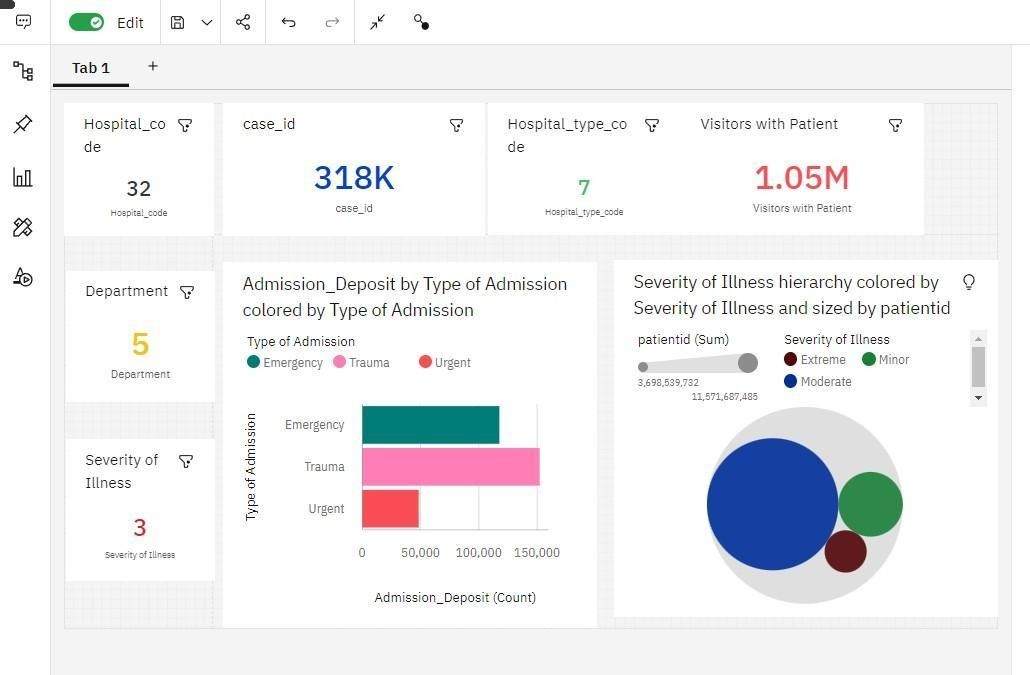 Edit
Tab 1
+
Hospital_co
de
32
Hospital_code
case_id
318K
case_id
Hospital_type_co
de
7
Hospital_type_code
Visitors with Patient
1.05M
Visitors with Patient
Department
5
Department
Severity of
Illness
3
Severity of Illness
Admission_Deposit by Type of Admission
colored by Type of Admission
Type of Admission
Emergency Trauma Urgent
Type of Admission
Emergency
Trauma
Urgent
0 50,000 100,000 150,000
Admission_Deposit (Count)
Severity of Illness hierarchy colored by
Severity of Illness and sized by patientid
patientid (Sum)
3,698,539,732
11,571,687,485
Severity of Illness
Extreme Minor
Moderate